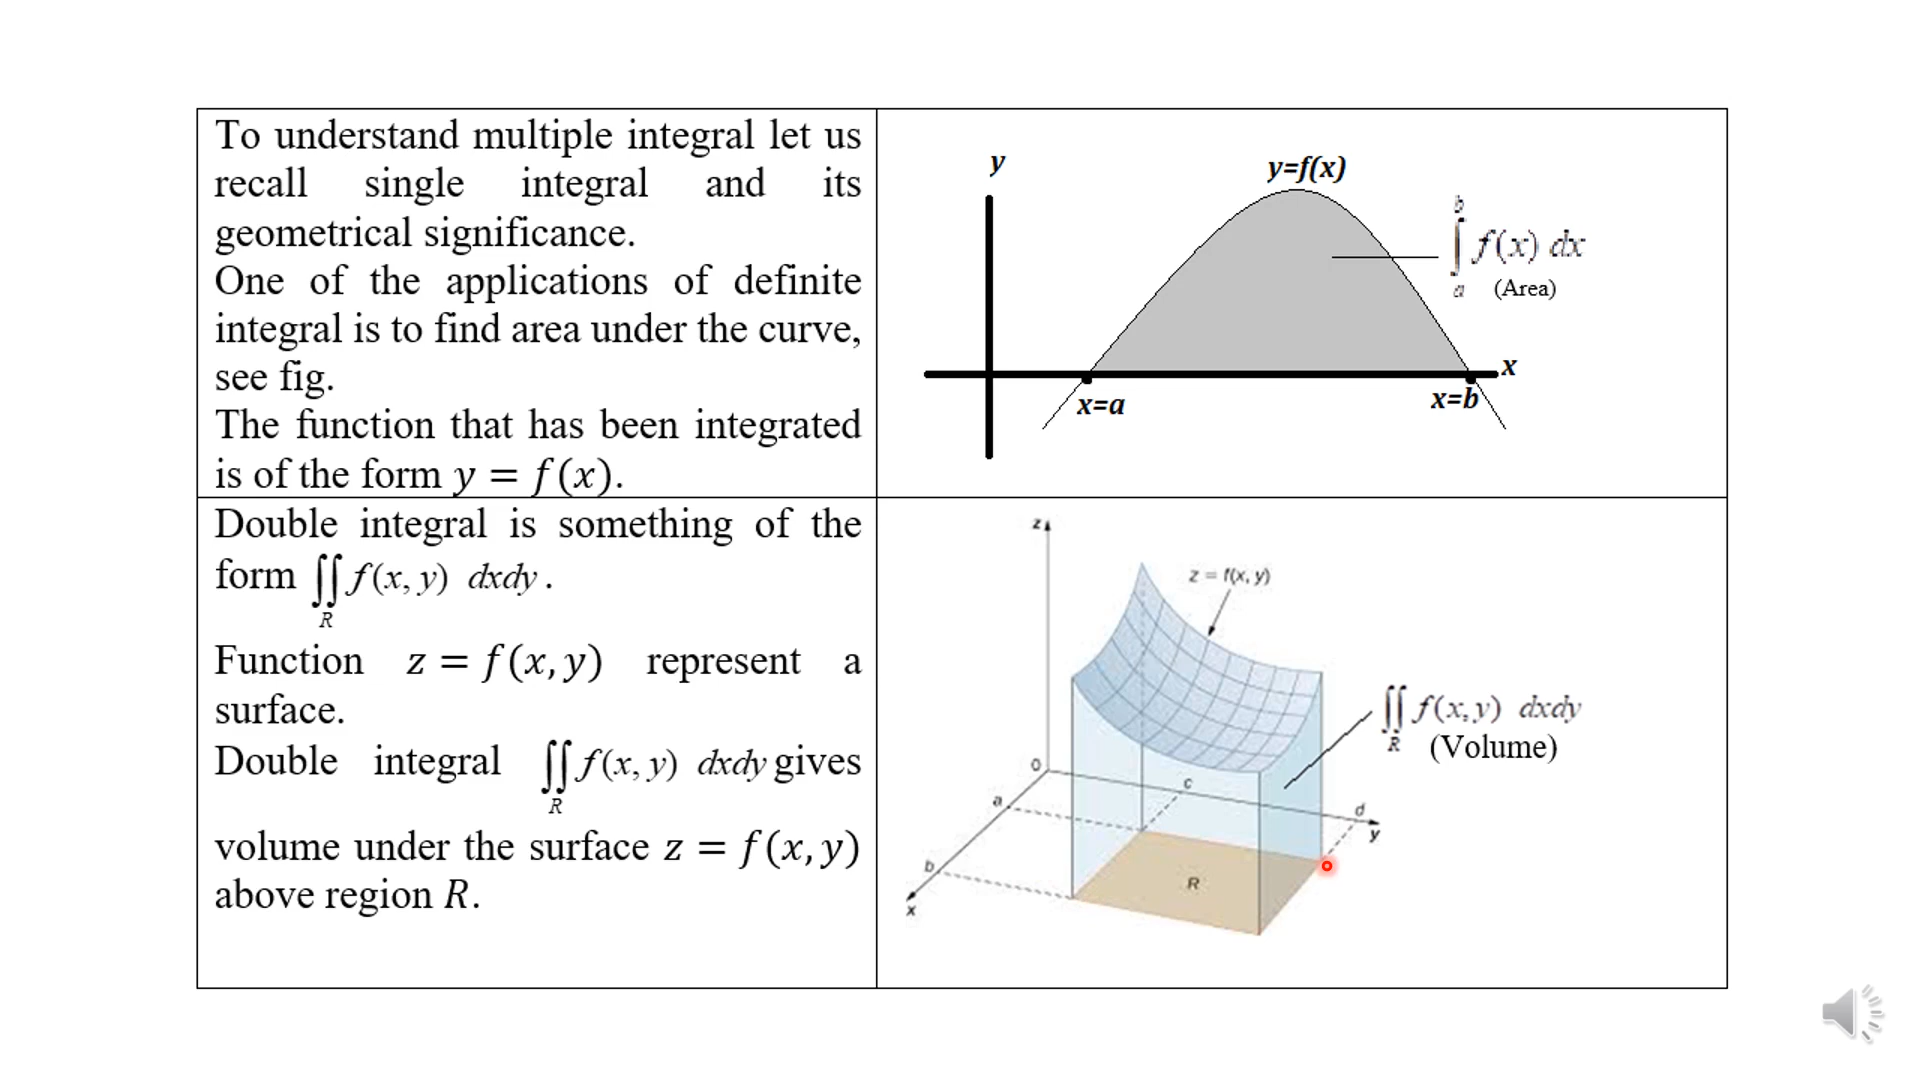 To understand multiple integral let us
recall single integral and its
geometrical significance.
One of the applications of definite
integral is to find area under the curve,
see fig.
The function that has been integrated
is of the form y = f(x).
y
y=f(x)
b
∫ f(x) dx
a (Area)
x
x=a
x=b
Double integral is something of the
form ∬ f(x, y) dxdy .
R
Function z = f(x, y) represent a
surface.
Double integral ∬ f(x, y) dxdy gives
R
volume under the surface z = f(x, y)
above region R.
z
z = f(x, y)
∬ f(x, y) dxdy
R (Volume)
0
c
a
d
y
b
R
x